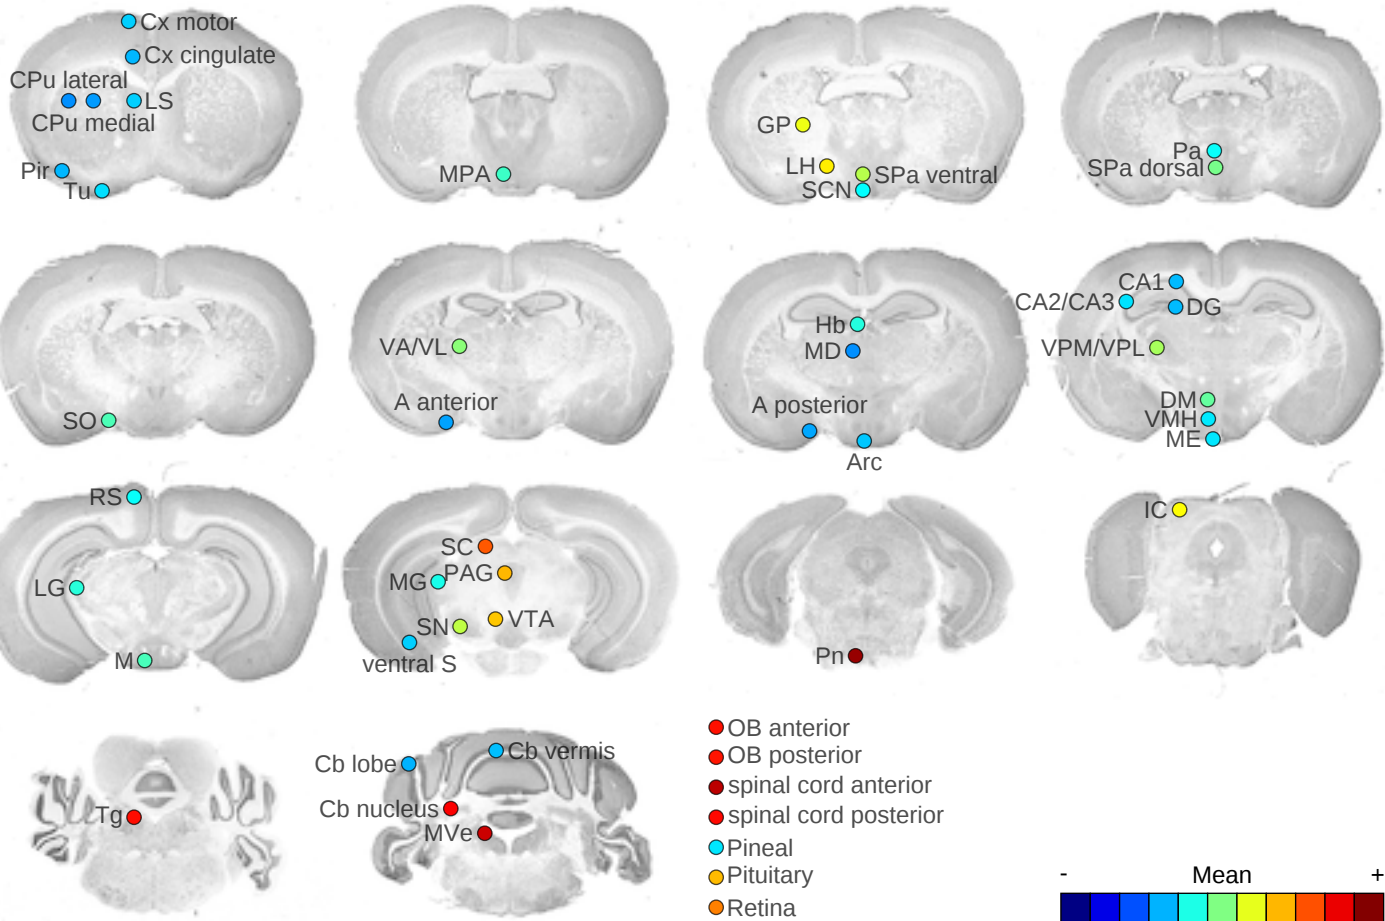 Cx motor
Cx cingulate
CPu lateral
LS
CPu medial
Pir
Tu
MPA
GP
LH
SPa ventral
SCN
Pa
SPa dorsal
SO
VA/VL
A anterior
Hb
MD
A posterior
Arc
CA1
CA2/CA3
DG
VPM/VPL
DM
VMH
ME
RS
LG
M
SC
PAG
MG
VTA
SN
ventral S
Pn
IC
Tg
Cb vermis
Cb lobe
Cb nucleus
MVe
OB anterior
OB posterior
spinal cord anterior
spinal cord posterior
Pineal
Pituitary
Retina
- Mean +